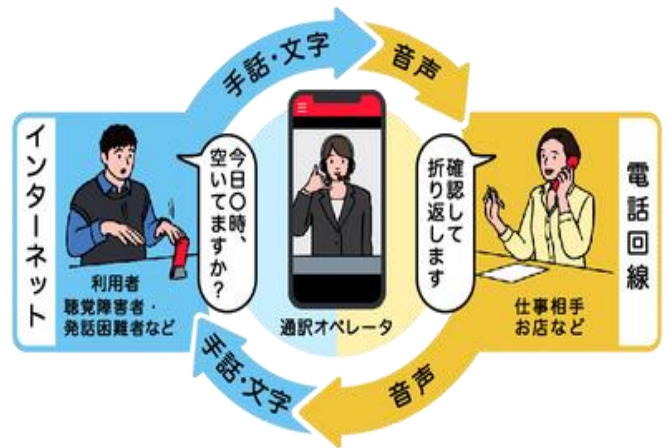 手話・文字
音声
インターネット
今日〇時、
空いてますか?
利用者
聴覚障害者・
発話困難者など
通訳オペレータ
確認して
折り返します
仕事相手
お店など
電話回線
手話・文字
音声